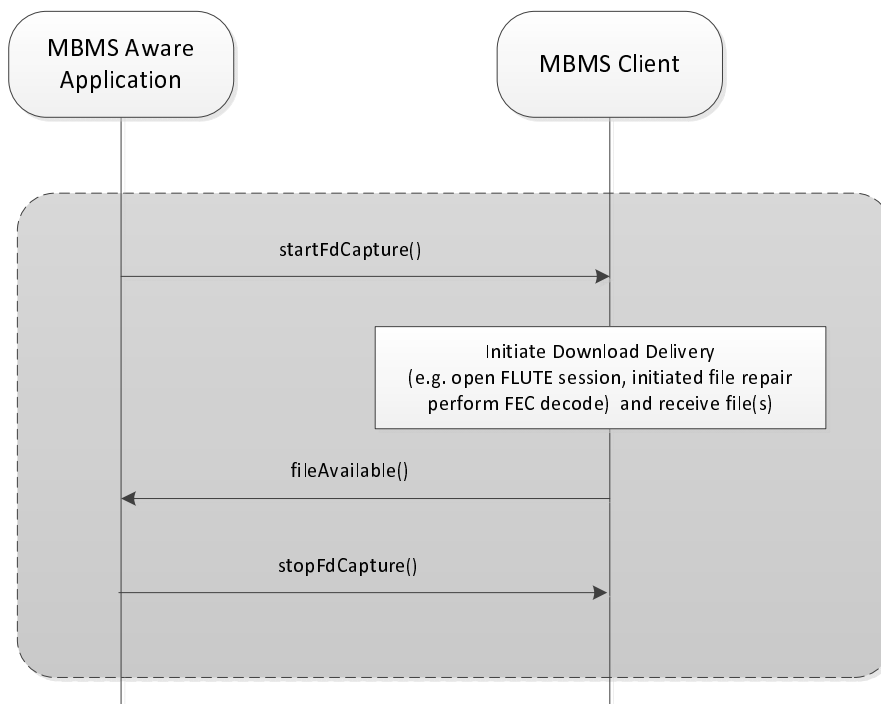 MBMS Aware
Application
MBMS Client
startFdCapture()
Initiate Download Delivery
(e.g. open FLUTE session, initiated file repair
perform FEC decode) and receive file(s)
fileAvailable()
stopFdCapture()